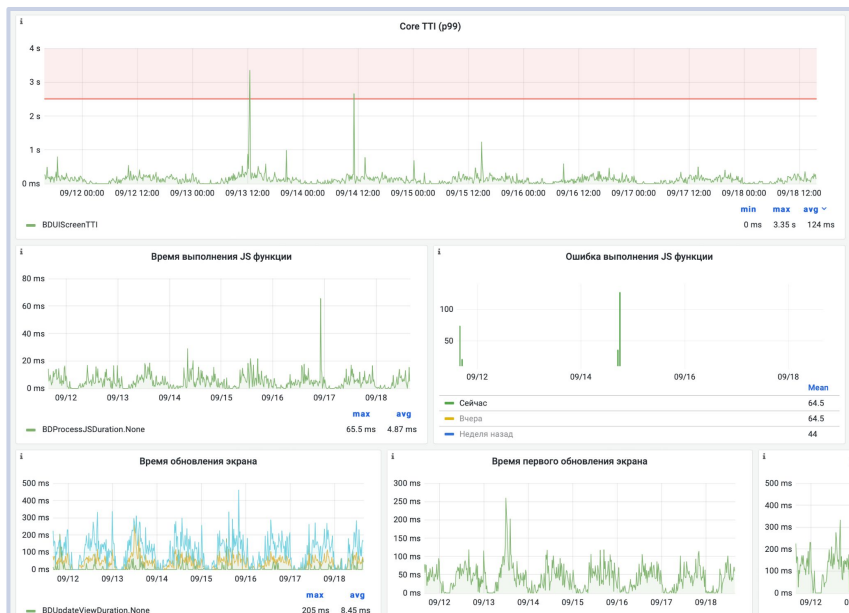 i
Core TTI (p99)
4 s
3 s
2 s
1 s
0 ms
09/12 00:00 09/12 12:00 09/13 00:00 09/13 12:00 09/14 00:00 09/14 12:00 09/15 00:00 09/15 12:00 09/16 00:00 09/16 12:00 09/17 00:00 09/17 12:00 09/18 00:00 09/18 12:00
min max avg
BDUIScreenTTI 0 ms 3.35 s 124 ms
i
Время выполнения JS функции
80 ms
60 ms
40 ms
20 ms
0 ms
09/12 09/13 09/14 09/15 09/16 09/17 09/18
max avg
BDProcessJSDuration.None 65.5 ms 4.87 ms
i
Ошибка выполнения JS функции
100
50
09/12 09/14 09/16 09/18
Mean
Сейчас 64.5
Вчера 64.5
Неделя назад 44
i
Время обновления экрана
500 ms
400 ms
300 ms
200 ms
100 ms
0 ms
09/12 09/13 09/14 09/15 09/16 09/17 09/18
max avg
BDUpdateViewDuration.None 205 ms 8.45 ms
i
Время первого обновления экрана
300 ms
250 ms
200 ms
150 ms
100 ms
50 ms
0 ms
09/12 09/13 09/14 09/15 09/16 09/17 09/18
i
500 ms
400 ms
300 ms
200 ms
100 ms
0 ms
09/12 0